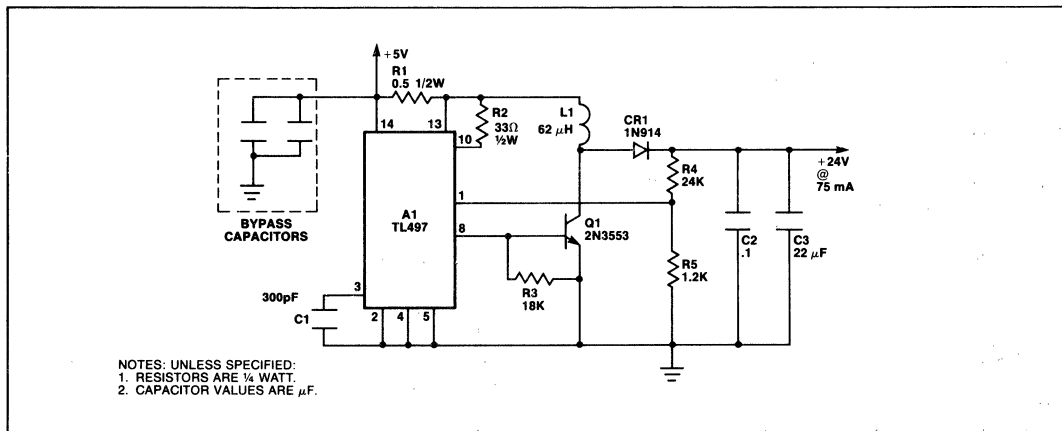 +5V
R1
0.5 1/2W
14
13
10
R2
33Ω
½W
L1
62 μH
CR1
1N914
+24V
@
75 mA
R4
24K
1
A1
TL497
8
Q1
2N3553
BYPASS
CAPACITORS
R3
18K
R5
1.2K
C2
.1
C3
22 μF
300pF
C1
3
2
4
5
NOTES: UNLESS SPECIFIED:
1. RESISTORS ARE ¼ WATT.
2. CAPACITOR VALUES ARE μF.